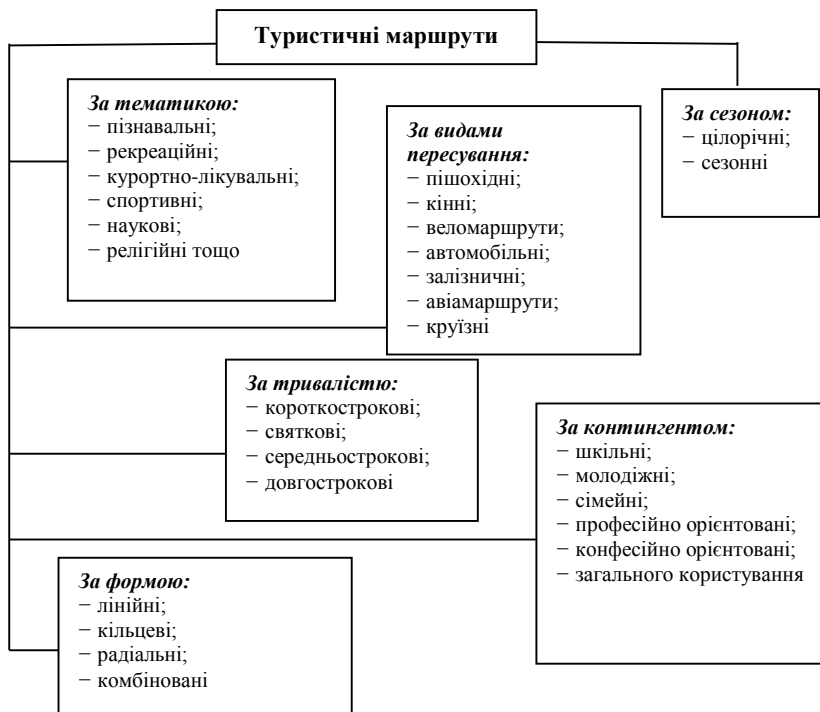 Туристичні маршрути
За тематикою:
− пізнавальні;
− рекреаційні;
− курортно-лікувальні;
− спортивні;
− наукові;
− релігійні тощо
За видами
пересування:
− пішохідні;
− кінні;
− веломаршрути;
− автомобільні;
− залізничні;
− авіамаршрути;
− круїзні
За сезоном:
− цілорічні;
− сезонні
За тривалістю:
− короткострокові;
− святкові;
− середньострокові;
− довгострокові
За контингентом:
− шкільні;
− молодіжні;
− сімейні;
− професійно орієнтовані;
− конфесійно орієнтовані;
− загального користування
За формою:
− лінійні;
− кільцеві;
− радіальні;
− комбіновані